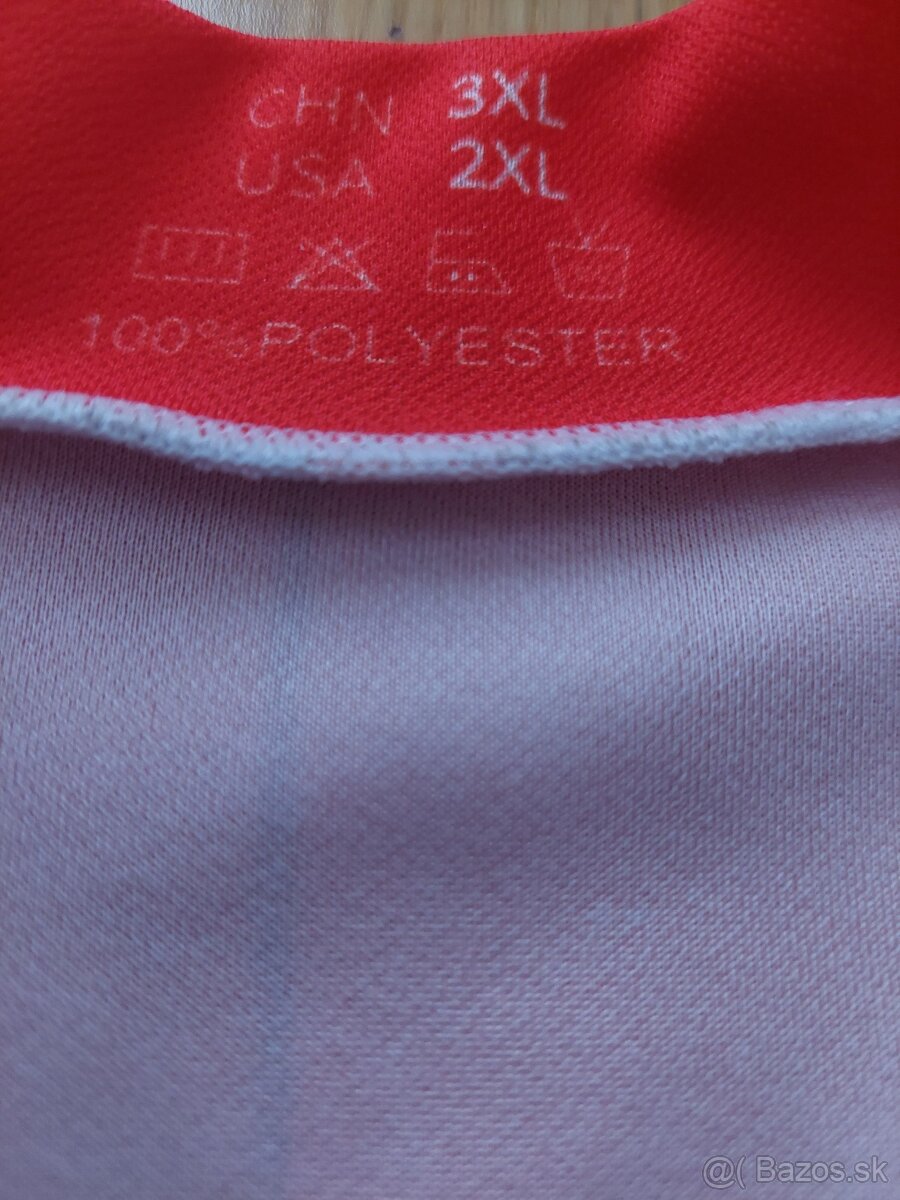 CHN 3XL
USA 2XL
100%POLYESTER
@( Bazos.sk